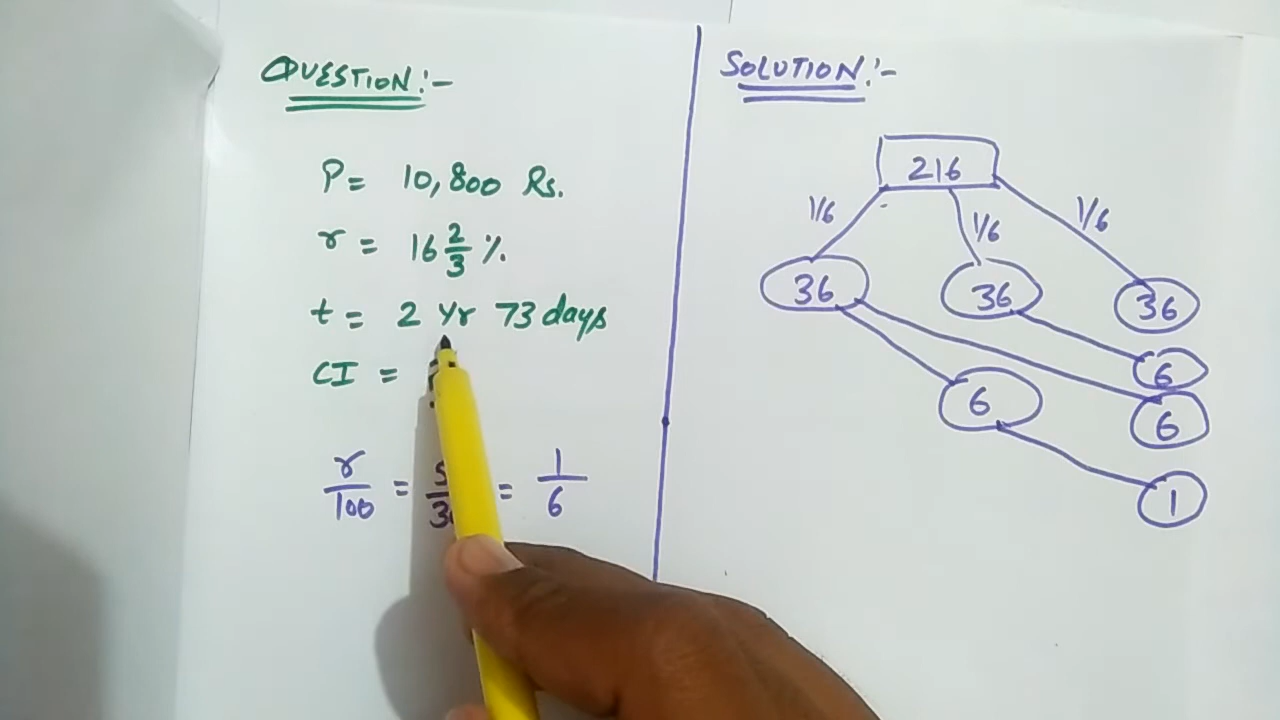 QUESTION:-
P = 10,800 Rs.
r = 16 2/3 %
t = 2 Yr 73 days
CI =
r/100 = = 1/6
SOLUTION:-
216
1/6 1/6 1/6
36 36 36
6
6 6
1